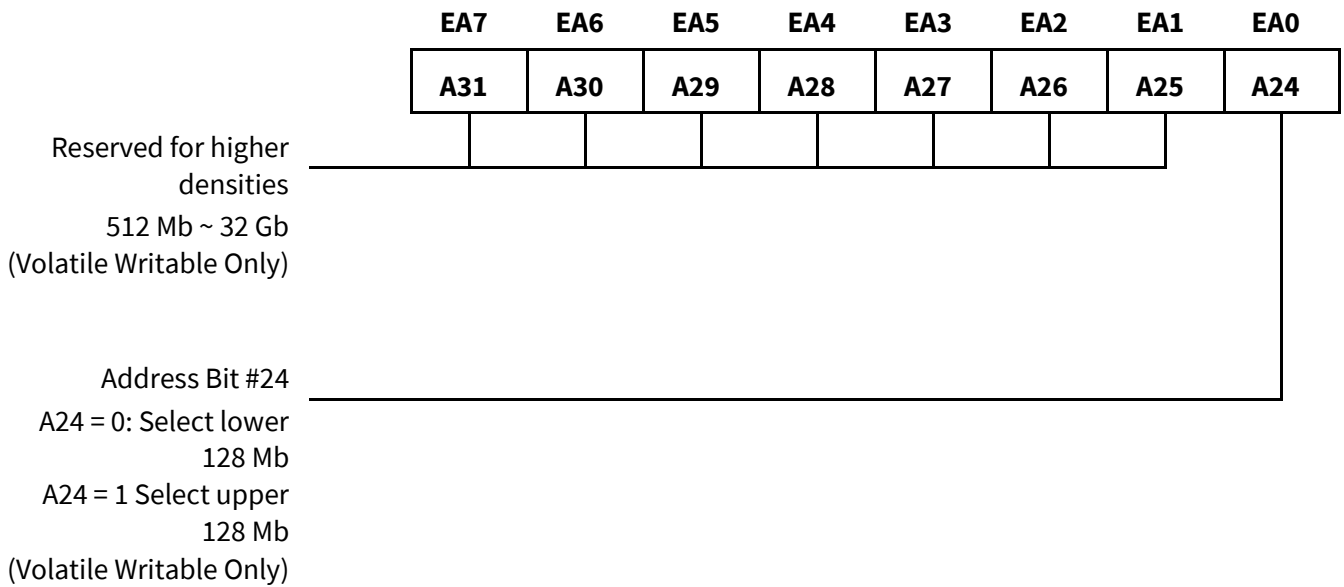 EA7 EA6 EA5 EA4 EA3 EA2 EA1 EA0
A31 A30 A29 A28 A27 A26 A25 A24
Reserved for higher
densities
512 Mb ~ 32 Gb
(Volatile Writable Only)
Address Bit #24
A24 = 0: Select lower
128 Mb
A24 = 1 Select upper
128 Mb
(Volatile Writable Only)